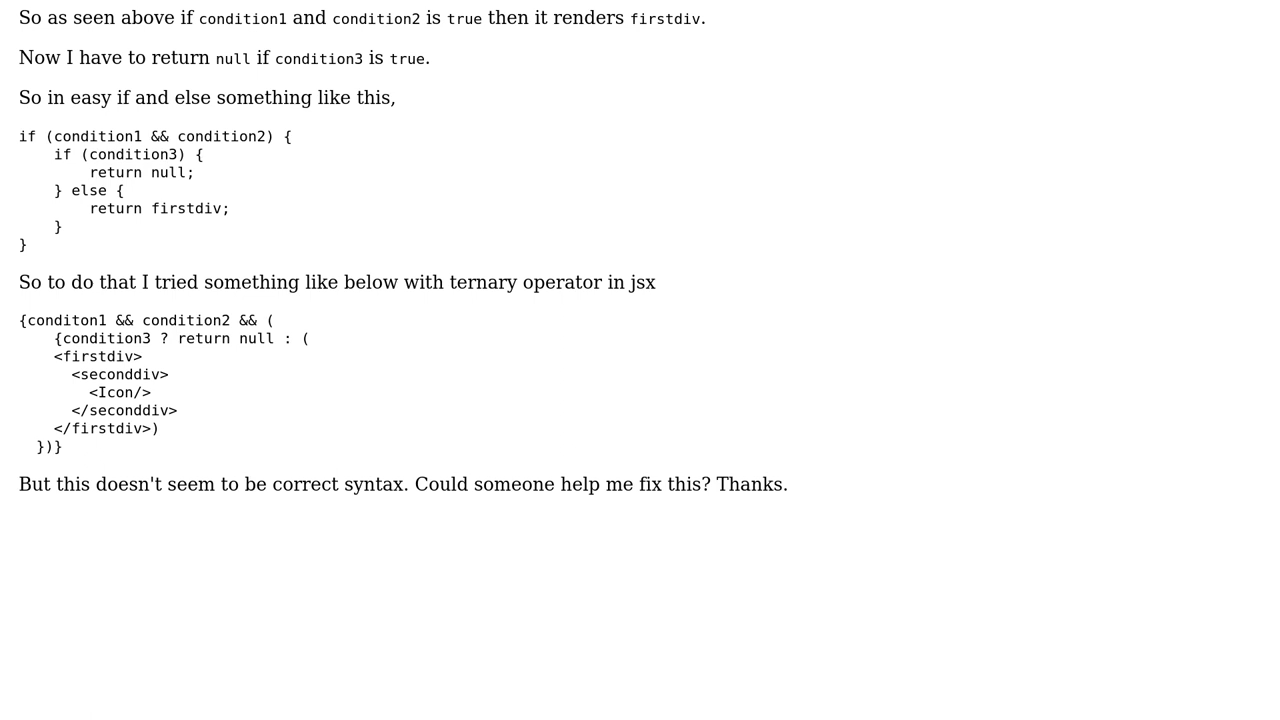 So as seen above if condition1 and condition2 is true then it renders firstdiv.
Now I have to return null if condition3 is true.
So in easy if and else something like this,
if (condition1 && condition2) {
    if (condition3) {
        return null;
    } else {
        return firstdiv;
    }
}
So to do that I tried something like below with ternary operator in jsx
{conditon1 && condition2 && (
    {condition3 ? return null : (
    <firstdiv>
      <seconddiv>
        <Icon/>
      </seconddiv>
    </firstdiv>)
  })}
But this doesn't seem to be correct syntax. Could someone help me fix this? Thanks.